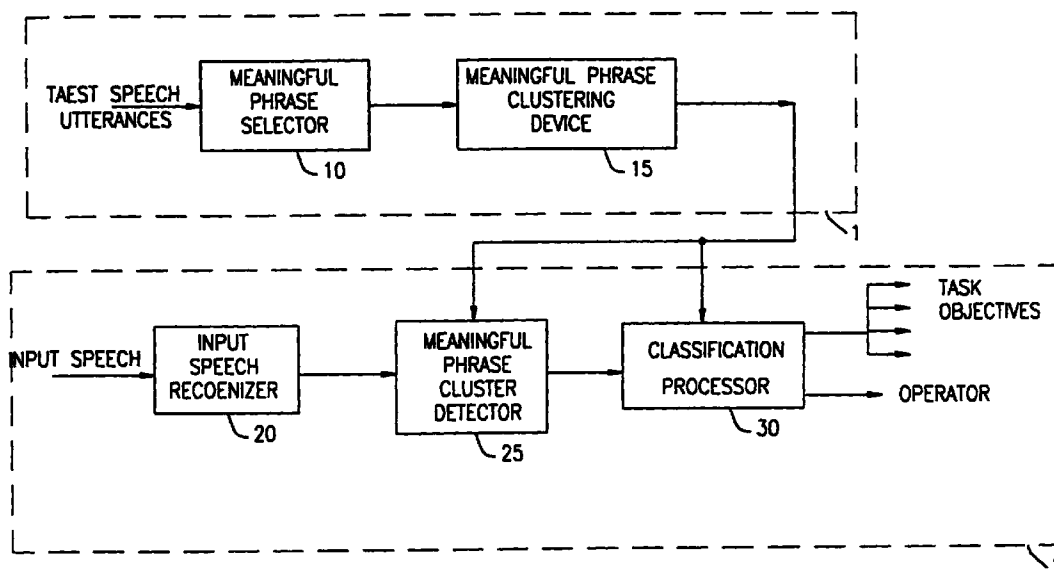 TAEST SPEECH
UTTERANCES
MEANINGFUL
PHRASE
SELECTOR
10
MEANINGFUL PHRASE
CLUSTERING
DEVICE
15
1
INPUT SPEECH
INPUT
SPEECH
RECOENIZER
20
MEANINGFUL
PHRASE
CLUSTER
DETECTOR
25
CLASSIFICATION
PROCESSOR
30
TASK
OBJECTIVES
OPERATOR